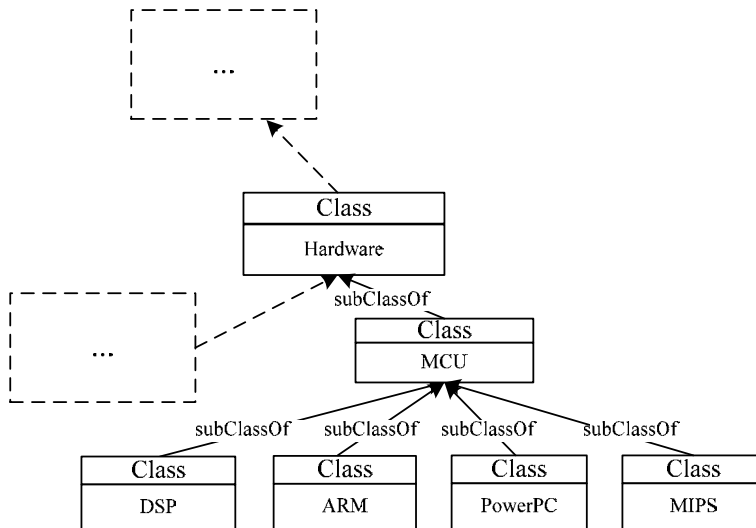 ...
Class
Hardware
subClassOf
...
Class
MCU
subClassOf subClassOf subClassOf subClassOf
Class Class Class Class
DSP ARM PowerPC MIPS